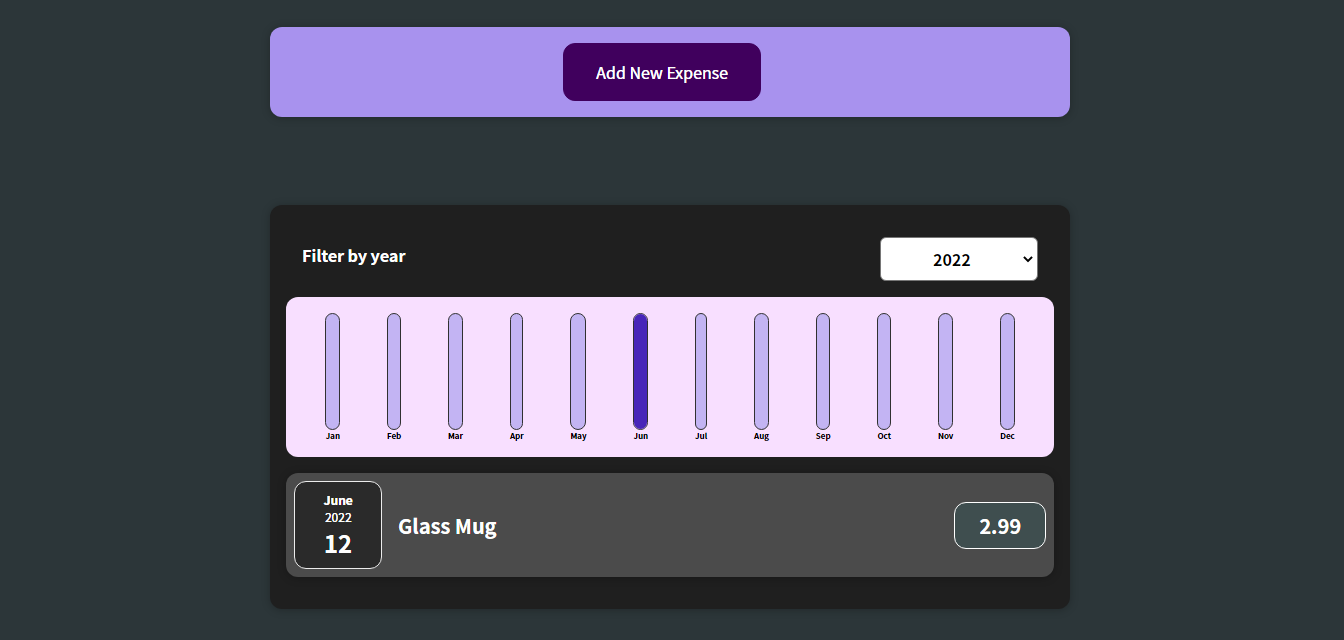 Add New Expense
Filter by year
2022
Jan Feb Mar Apr May Jun Jul Aug Sep Oct Nov Dec
June
2022
12
Glass Mug
2.99